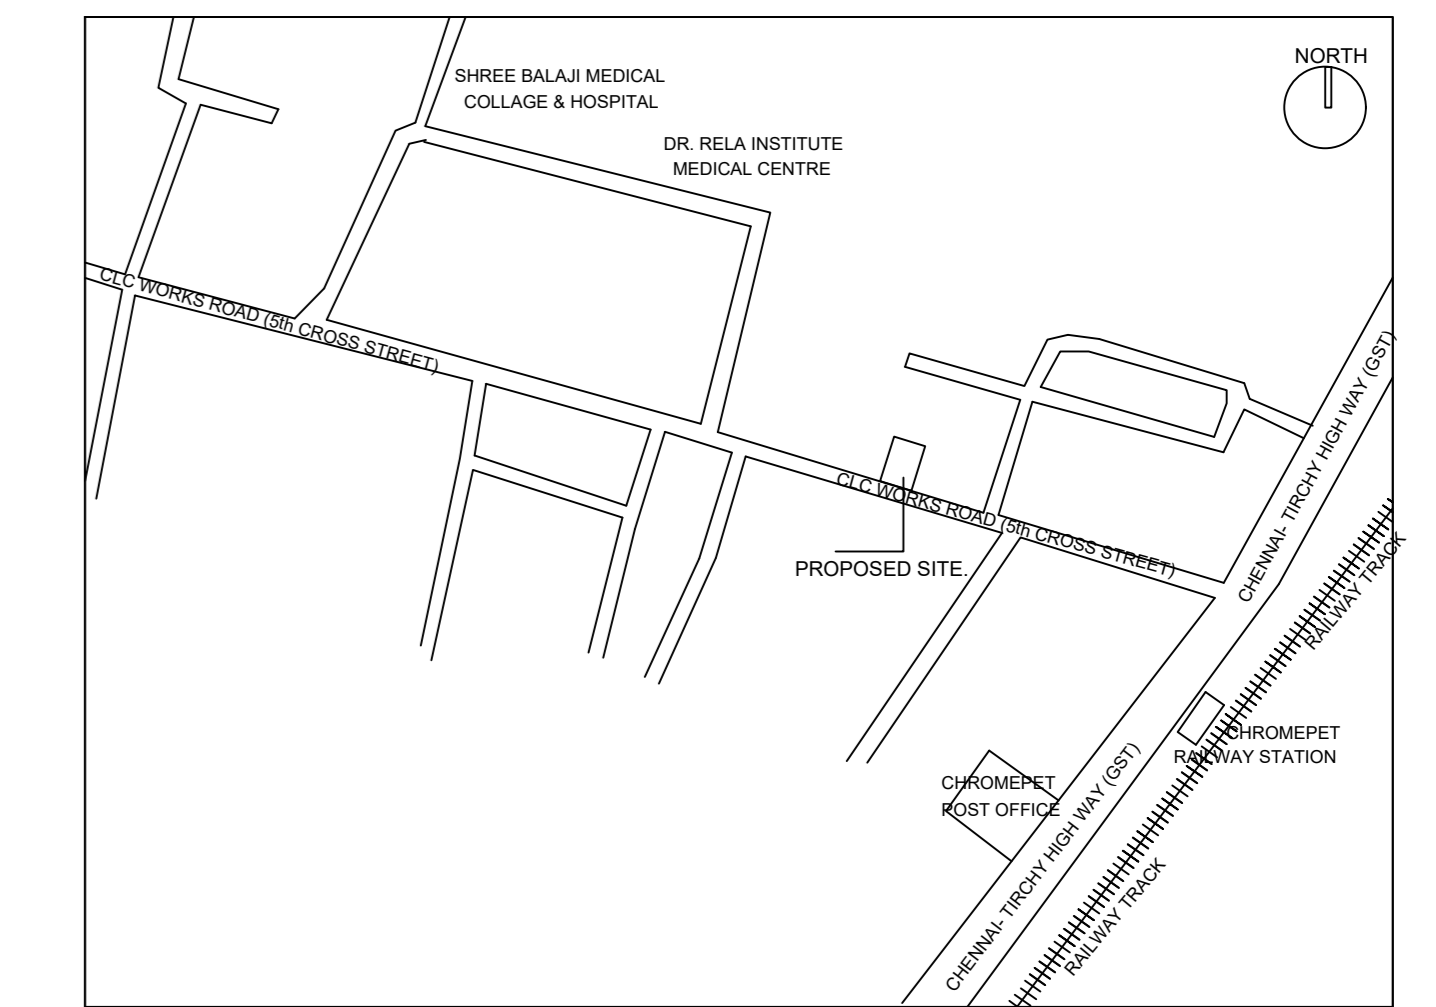 NORTH
SHREE BALAJI MEDICAL
COLLAGE & HOSPITAL
DR. RELA INSTITUTE
MEDICAL CENTRE
CLC WORKS ROAD (5th CROSS STREET)
CHENNAI- TIRCHY HIGH WAY (GST)
CLC WORKS ROAD (5th CROSS STREET)
PROPOSED SITE.
RAILWAY TRACK
CHROMEPET
RAILWAY STATION
CHROMEPET
POST OFFICE
CHENNAI- TIRCHY HIGH WAY (GST)
RAILWAY TRACK